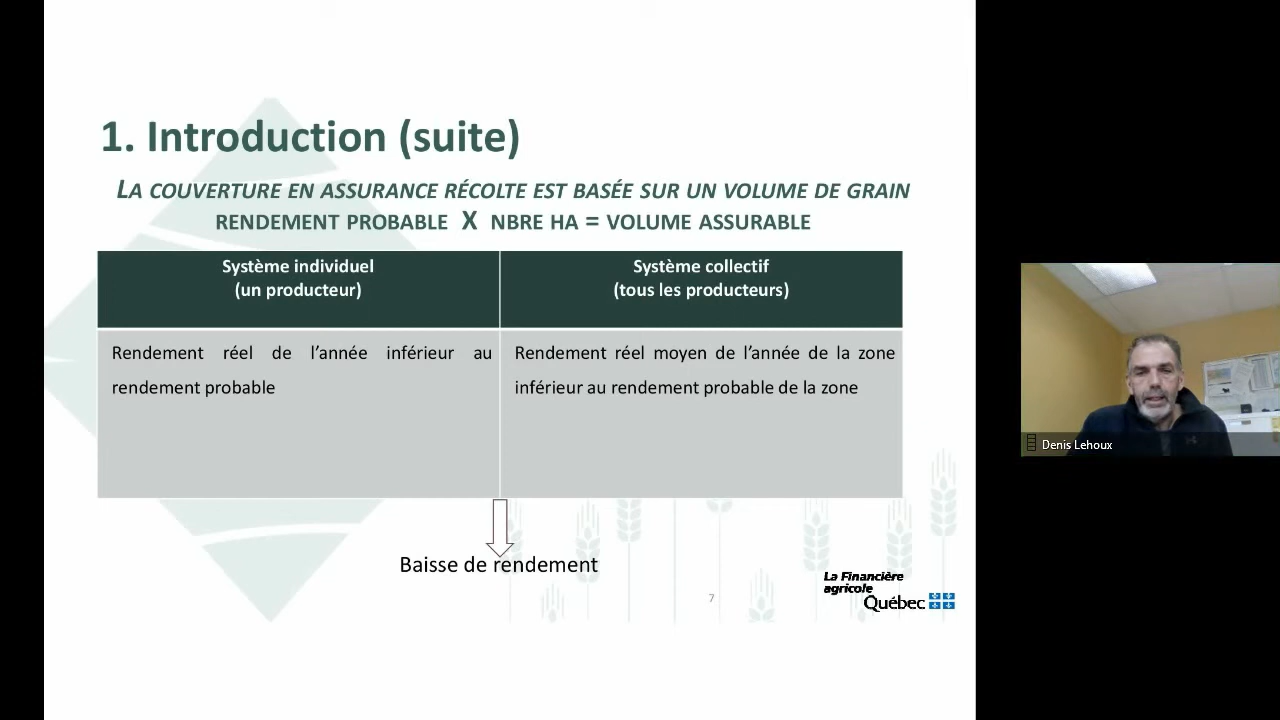 1. Introduction (suite)
LA COUVERTURE EN ASSURANCE RÉCOLTE EST BASÉE SUR UN VOLUME DE GRAIN
RENDEMENT PROBABLE X NBRE HA = VOLUME ASSURABLE
Système individuel
(un producteur)
Système collectif
(tous les producteurs)
Rendement réel de l’année inférieur au
rendement probable
Rendement réel moyen de l’année de la zone
inférieur au rendement probable de la zone
Baisse de rendement
7
La Financière
agricole
Québec
Denis Lehoux